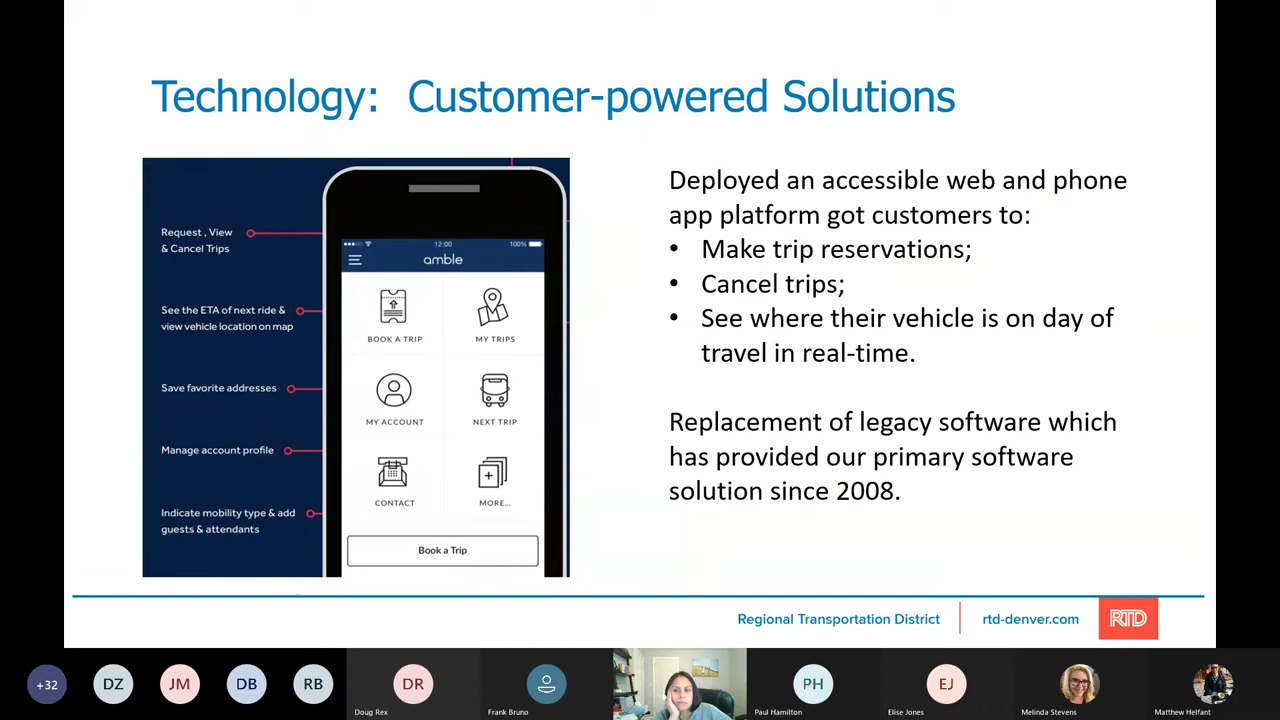 Technology: Customer-powered Solutions
Request , View
& Cancel Trips
See the ETA of next ride &
view vehicle location on map
Save favorite addresses
Manage account profile
Indicate mobility type & add
guests & attendants
12:00
100%
amble
BOOK A TRIP
MY TRIPS
MY ACCOUNT
NEXT TRIP
CONTACT
MORE...
Book a Trip
Deployed an accessible web and phone
app platform got customers to:
• Make trip reservations;
• Cancel trips;
• See where their vehicle is on day of
travel in real-time.
Replacement of legacy software which
has provided our primary software
solution since 2008.
Regional Transportation District
rtd-denver.com
RTD
+32
DZ
JM
DB
RB
DR
Doug Rex
Frank Bruno
PH
Paul Hamilton
EJ
Elise Jones
Melinda Stevens
Matthew Helfant